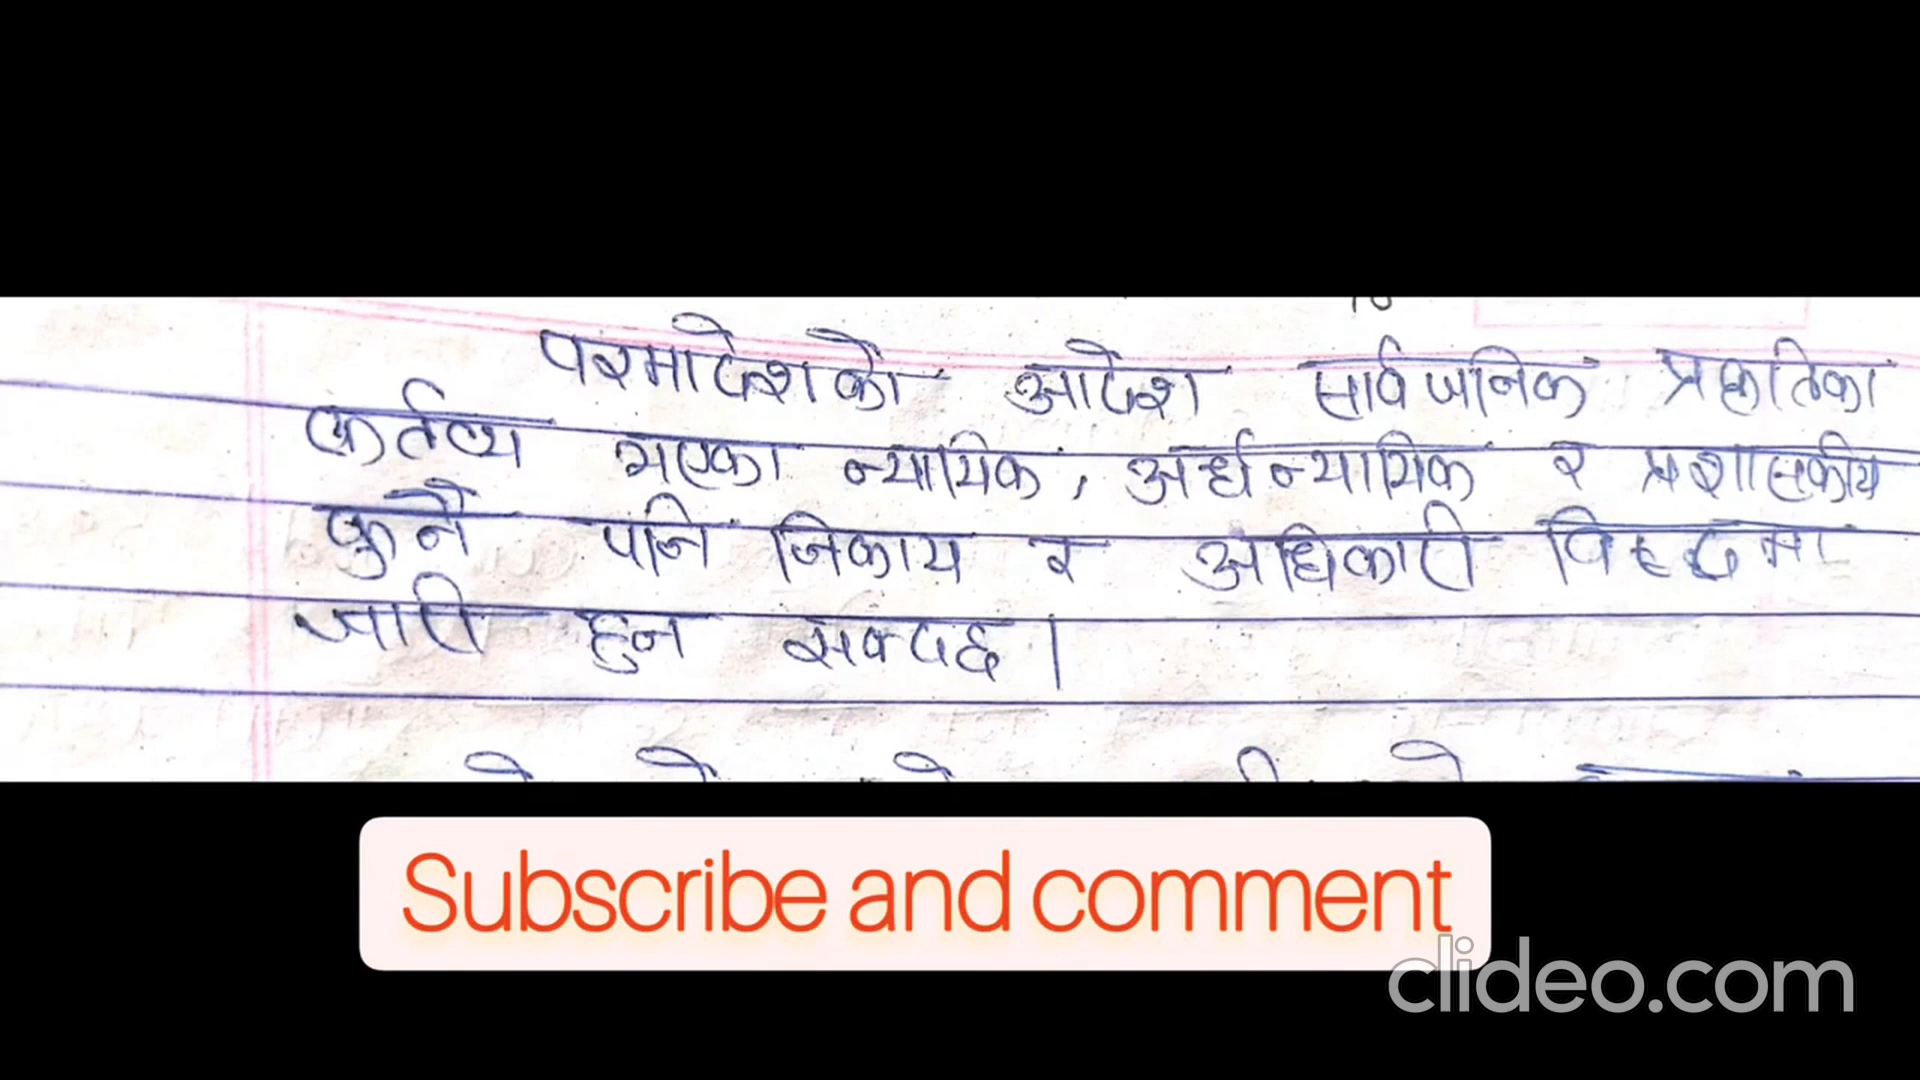 परमादेशको आदेश सार्वजनिक प्रकृतिका
कर्तव्य भएका न्यायिक, अर्धन्यायिक र प्रशासकीय
कुनै पनि निकाय र अधिकारी विरुद्धमा
जारी हुन सक्दछ।
Subscribe and comment
clideo.com